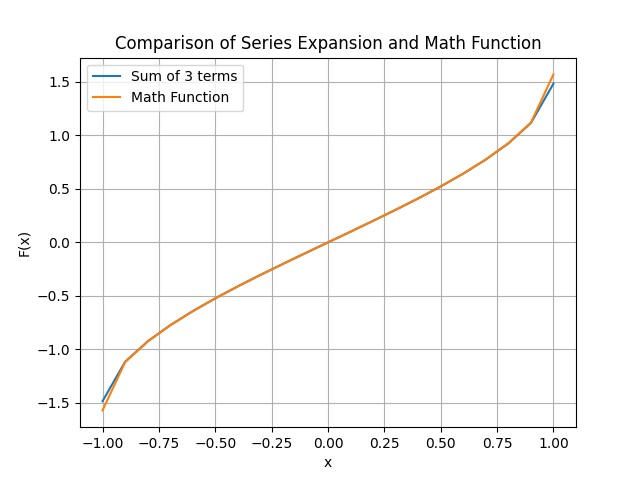 Comparison of Series Expansion and Math Function
Sum of 3 terms
Math Function
1.5
1.0
0.5
0.0
−0.5
−1.0
−1.5
F(x)
−1.00 −0.75 −0.50 −0.25 0.00 0.25 0.50 0.75 1.00
x